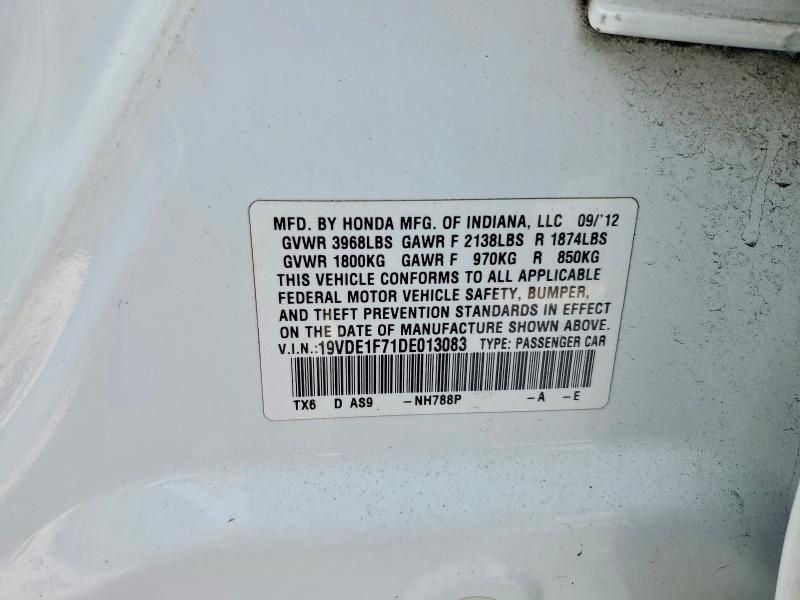 MFD. BY HONDA MFG. OF INDIANA, LLC 09/'12
GVWR 3968LBS GAWR F 2138LBS R 1874LBS
GVWR 1800KG GAWR F 970KG R 850KG
THIS VEHICLE CONFORMS TO ALL APPLICABLE
FEDERAL MOTOR VEHICLE SAFETY, BUMPER,
AND THEFT PREVENTION STANDARDS IN EFFECT
ON THE DATE OF MANUFACTURE SHOWN ABOVE.
V.I.N.:19VDE1F71DE013083 TYPE: PASSENGER CAR
TX6 D AS9 -NH788P -A -E